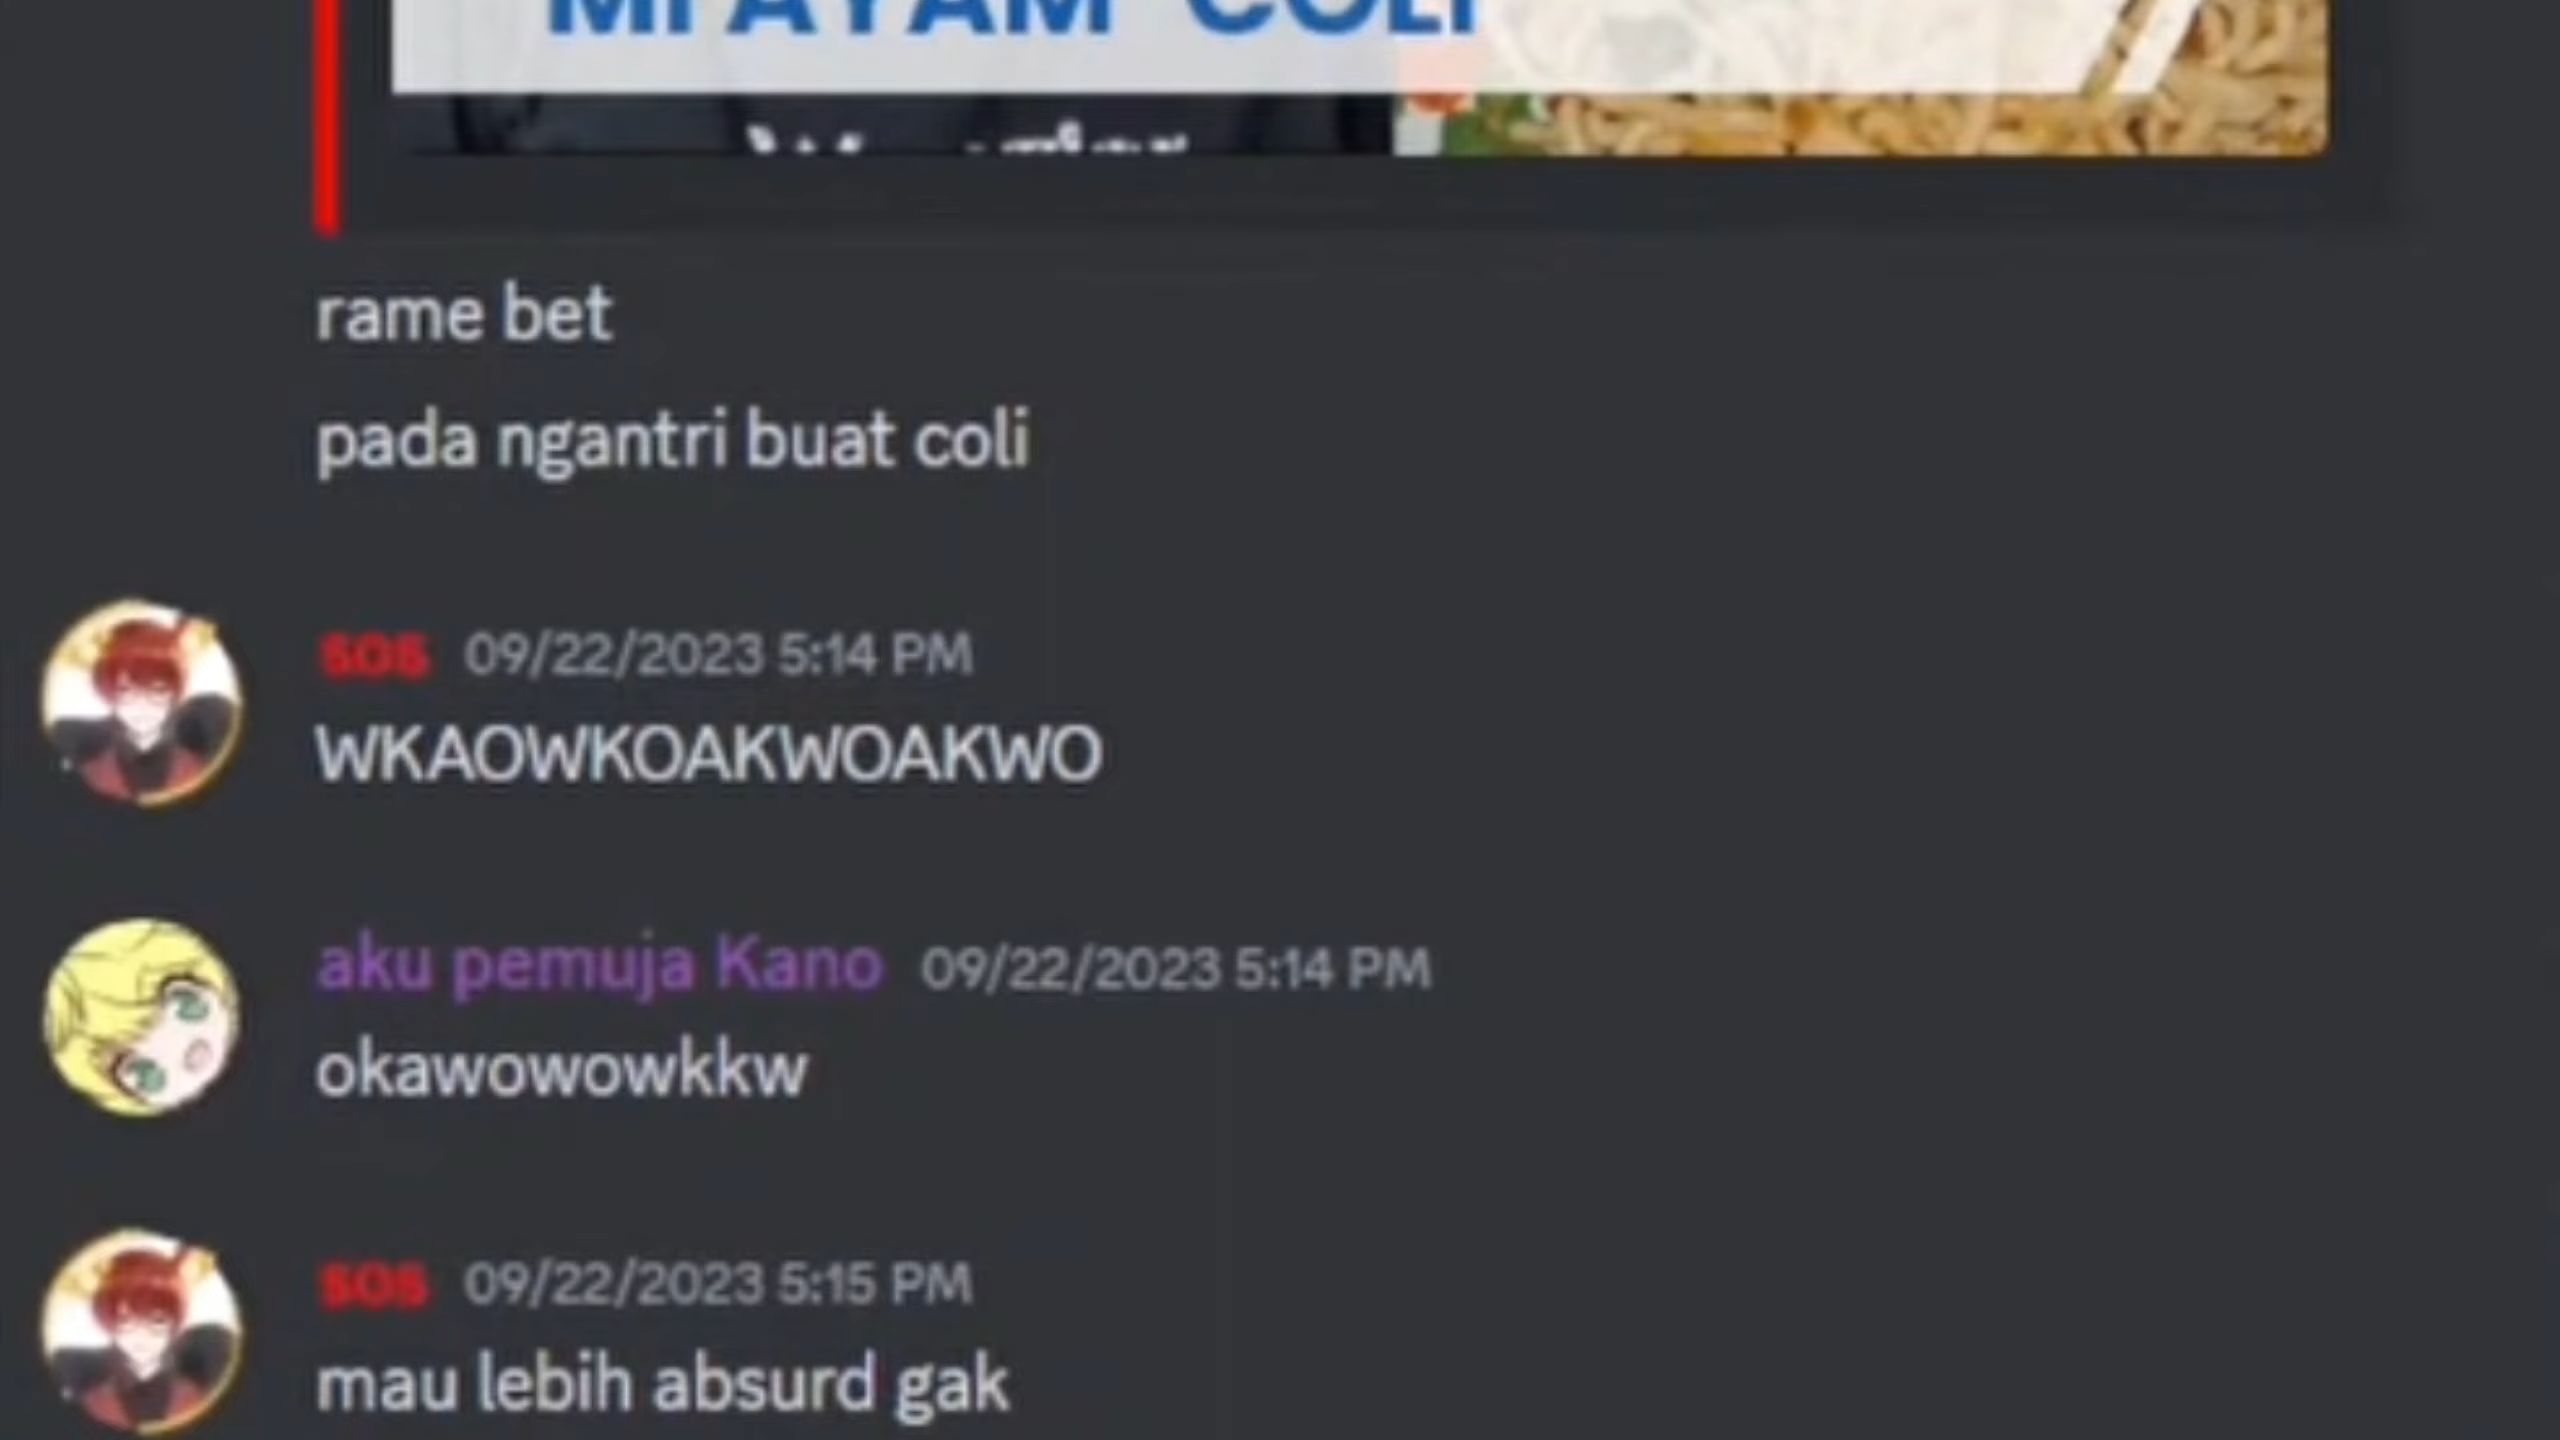 MI AYAM "COLI"
rame bet
pada ngantri buat coli
sos 09/22/2023 5:14 PM
WKAOWKOAKWOAKWO
aku pemuja Kano 09/22/2023 5:14 PM
okawowowkkw
sos 09/22/2023 5:15 PM
mau lebih absurd gak